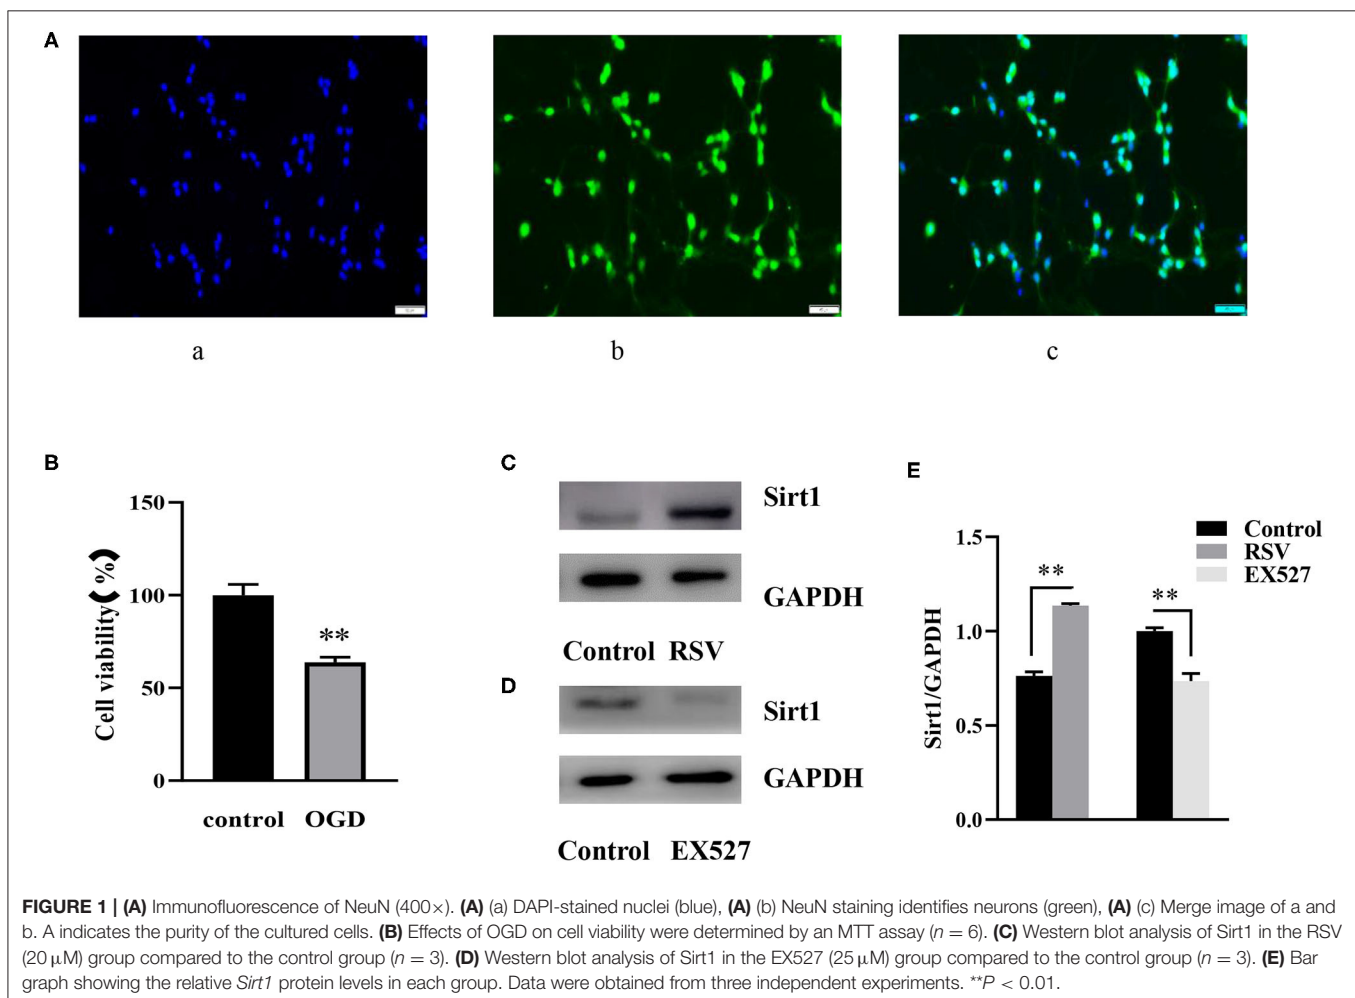 A
a
b
c
B
150
100
50
0
Cell viability(%)
**
control OGD
C
Sirt1
GAPDH
Control RSV
D
Sirt1
GAPDH
Control EX527
E
Control
RSV
EX527
1.5
1.0
0.5
0.0
Sirt1/GAPDH
**
**
FIGURE 1 | (A) Immunofluorescence of NeuN (400×). (A) (a) DAPI-stained nuclei (blue), (A) (b) NeuN staining identifies neurons (green), (A) (c) Merge image of a and
b. A indicates the purity of the cultured cells. (B) Effects of OGD on cell viability were determined by an MTT assay (n = 6). (C) Western blot analysis of Sirt1 in the RSV
(20 μM) group compared to the control group (n = 3). (D) Western blot analysis of Sirt1 in the EX527 (25 μM) group compared to the control group (n = 3). (E) Bar
graph showing the relative Sirt1 protein levels in each group. Data were obtained from three independent experiments. **P < 0.01.